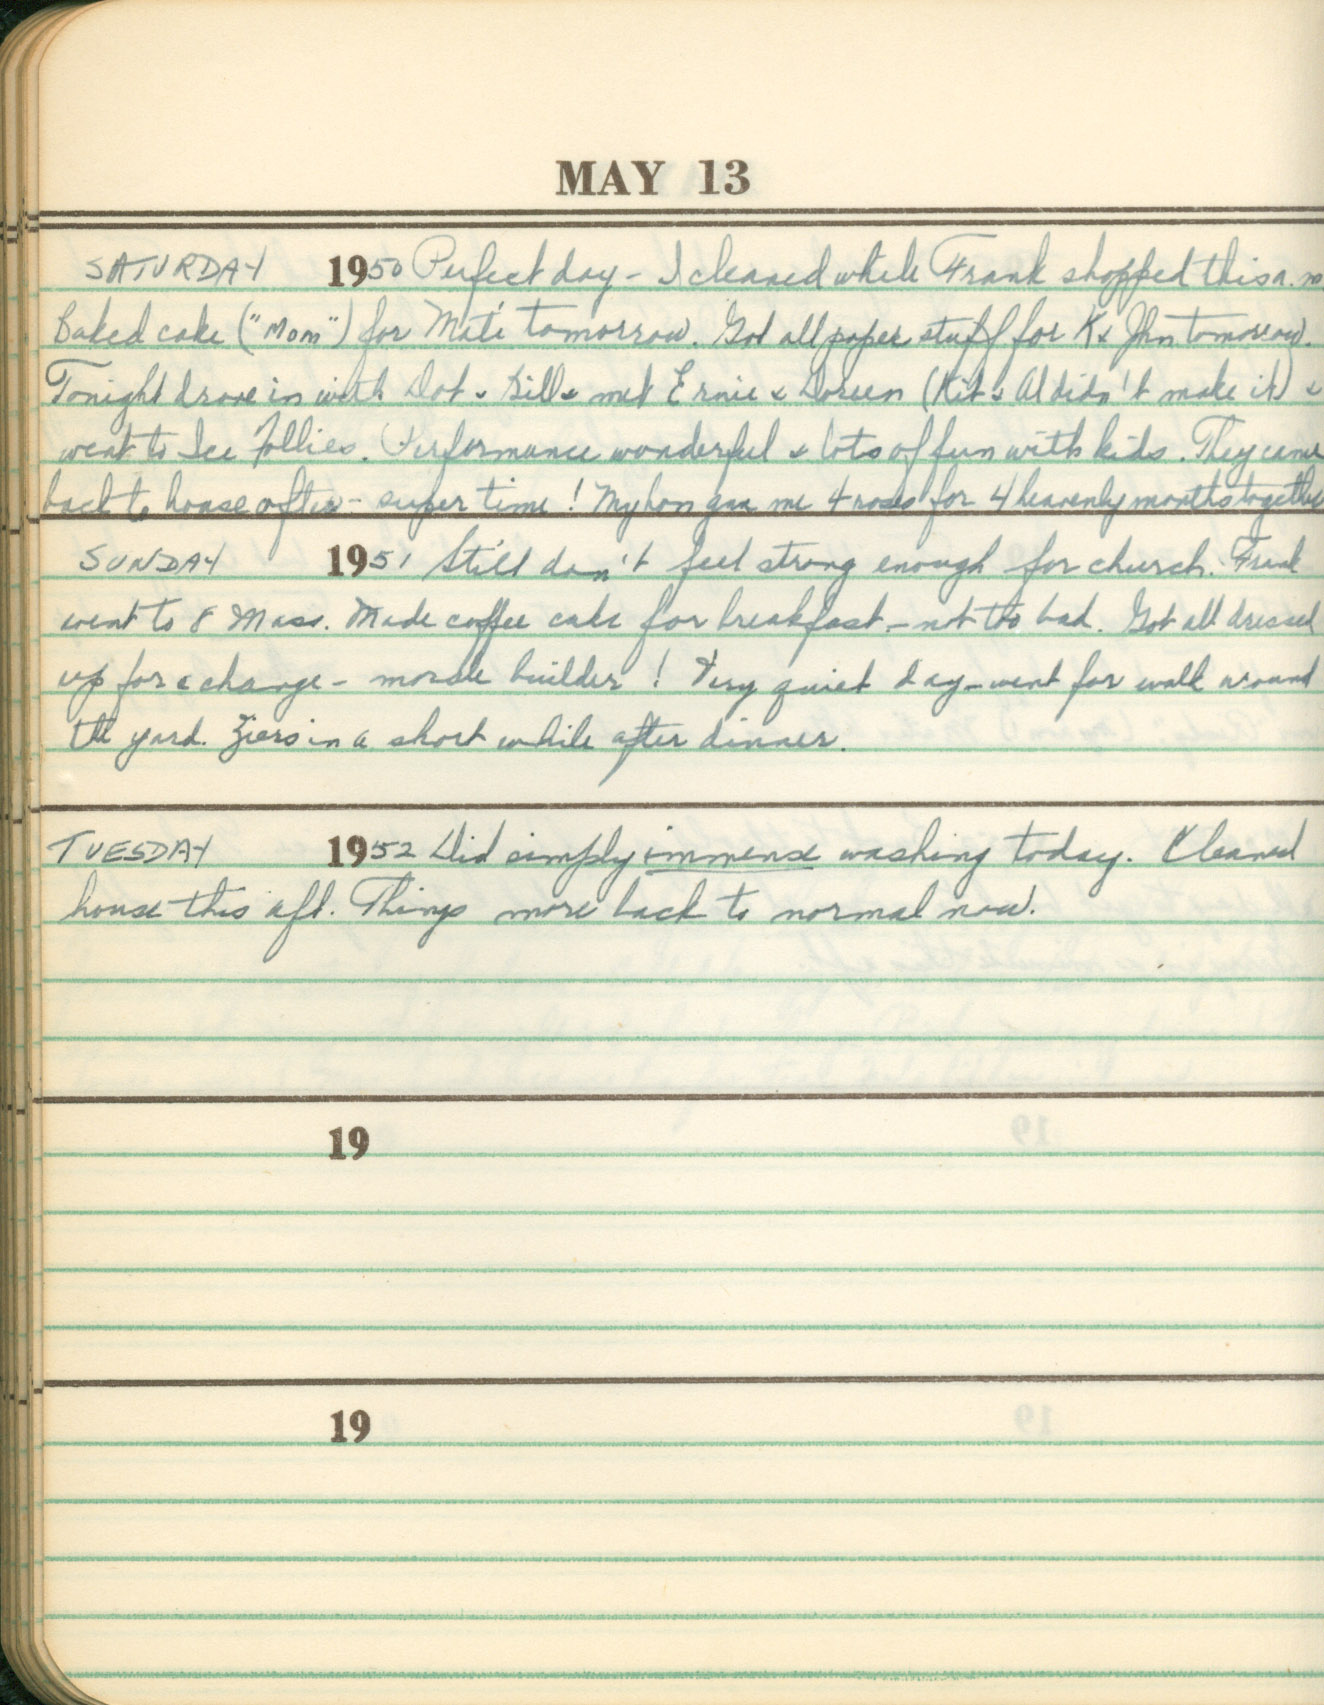 MAY 13
SATURDAY 1950 Perfect day - I cleaned while Frank shopped this a.m
Baked cake ("Mom") for Mate tomorrow. Got all paper stuff for K & Jhn tomorrow.
Tonight drove in with Dot & Bill & met Ernie & Doreen (Kit & Al didn't make it) &
went to Ice Follies. Performance wonderful & lots of fun with kids. They came
back to house after - super time! My hon gave me 4 roses for 4 heavenly months together
SUNDAY 1951 Still don't feel strong enough for church. Frank
went to 8 Mass. Made coffee cake for breakfast - not too bad. Got all dressed
up for a change - morale builder! Very quiet day - went for walk around
the yard. Ziers in a short while after dinner.
TUESDAY 1952 Did simply immense washing today. Cleaned
house this aft. Things more back to normal now.
19
19